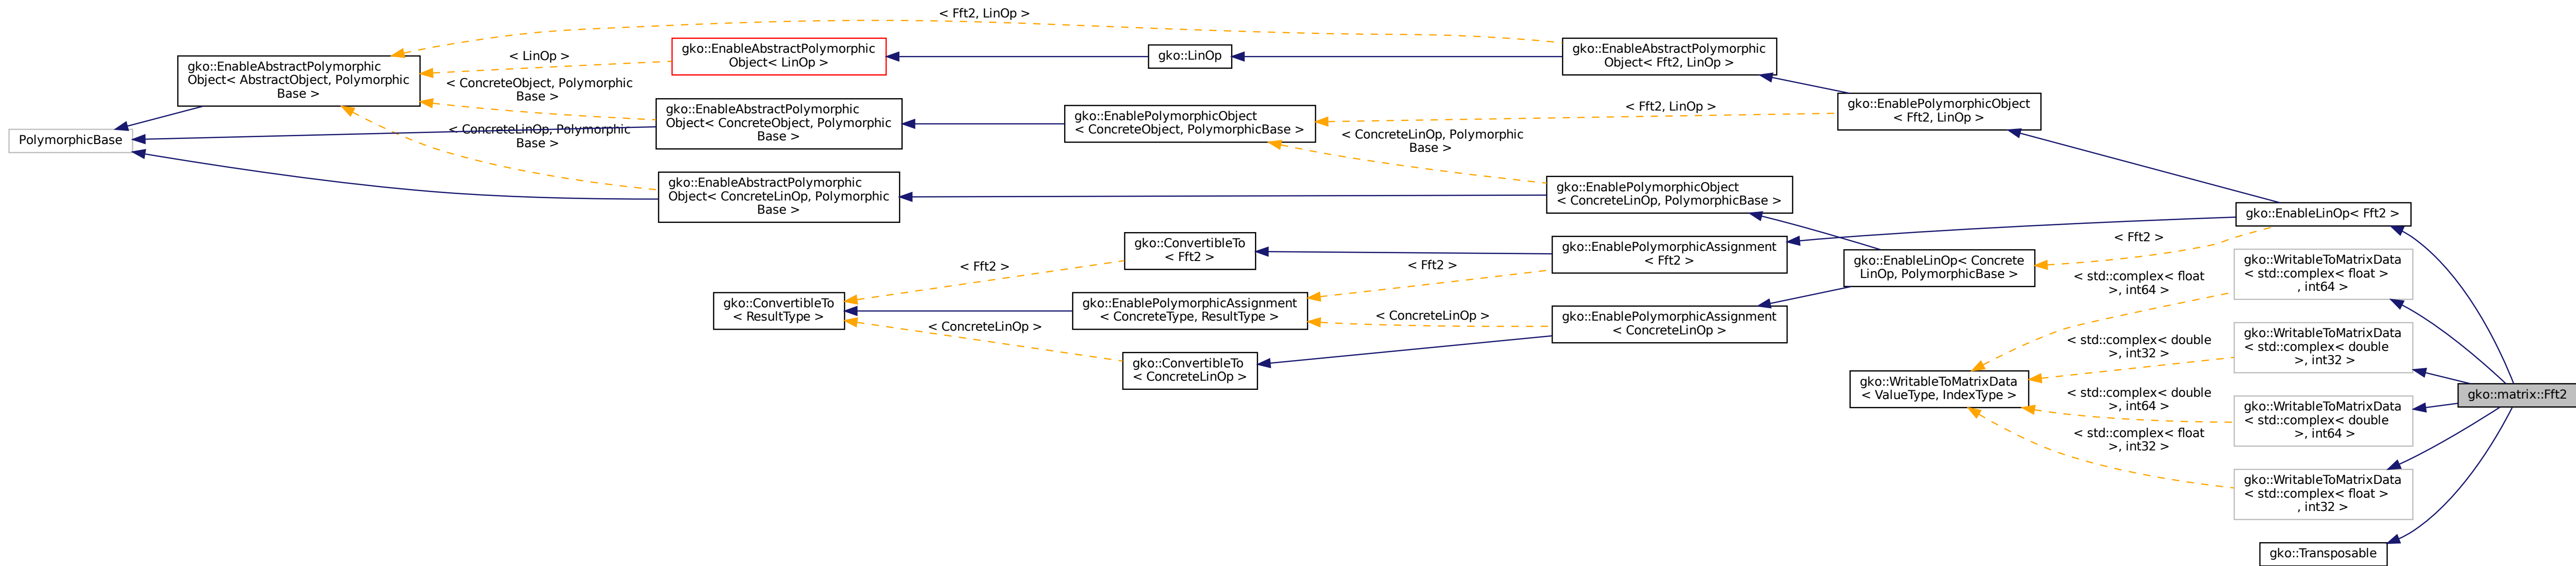 PolymorphicBase
gko::EnableAbstractPolymorphic
Object< AbstractObject, Polymorphic
Base >
< Fft2, LinOp >
< LinOp >
< ConcreteObject, Polymorphic
Base >
< ConcreteLinOp, Polymorphic
Base >
gko::EnableAbstractPolymorphic
Object< LinOp >
gko::EnableAbstractPolymorphic
Object< ConcreteObject, Polymorphic
Base >
gko::EnableAbstractPolymorphic
Object< ConcreteLinOp, Polymorphic
Base >
gko::ConvertibleTo
< ResultType >
< Fft2 >
< ConcreteLinOp >
gko::LinOp
gko::EnablePolymorphicObject
< ConcreteObject, PolymorphicBase >
gko::ConvertibleTo
< Fft2 >
gko::EnablePolymorphicAssignment
< ConcreteType, ResultType >
gko::ConvertibleTo
< ConcreteLinOp >
< Fft2, LinOp >
< ConcreteLinOp, Polymorphic
Base >
< Fft2 >
< ConcreteLinOp >
gko::EnableAbstractPolymorphic
Object< Fft2, LinOp >
gko::EnablePolymorphicObject
< ConcreteLinOp, PolymorphicBase >
gko::EnablePolymorphicAssignment
< Fft2 >
gko::EnablePolymorphicAssignment
< ConcreteLinOp >
gko::EnablePolymorphicObject
< Fft2, LinOp >
gko::EnableLinOp< Concrete
LinOp, PolymorphicBase >
gko::WritableToMatrixData
< ValueType, IndexType >
< Fft2 >
< std::complex< float
>, int64 >
< std::complex< double
>, int32 >
< std::complex< double
>, int64 >
< std::complex< float
>, int32 >
gko::EnableLinOp< Fft2 >
gko::WritableToMatrixData
< std::complex< float >
, int64 >
gko::WritableToMatrixData
< std::complex< double
>, int32 >
gko::WritableToMatrixData
< std::complex< double
>, int64 >
gko::WritableToMatrixData
< std::complex< float >
, int32 >
gko::Transposable
gko::matrix::Fft2